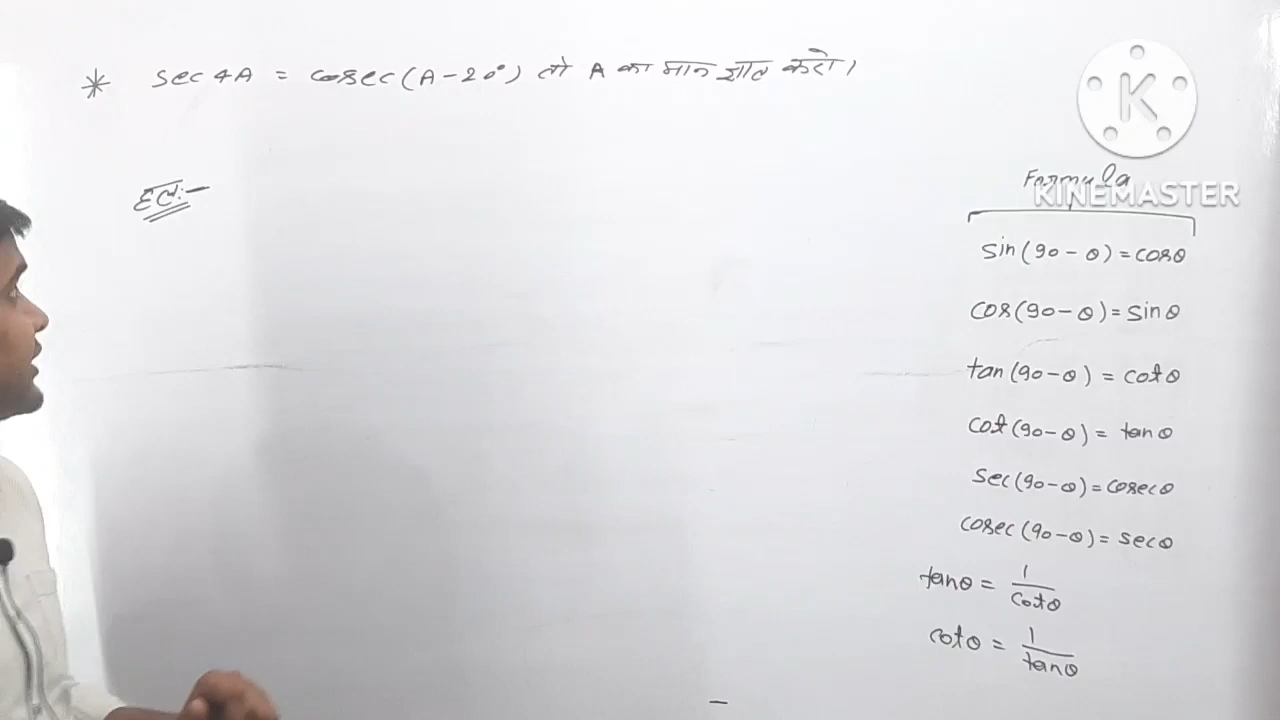 * sec 4A = cosec (A - 20°) तो A का मान ज्ञात करो।
हल:-
Formula
sin (90 - θ) = cosθ
cos (90 - θ) = sinθ
tan (90 - θ) = cotθ
cot (90 - θ) = tanθ
sec (90 - θ) = cosecθ
cosec (90 - θ) = secθ
tanθ = 1/cotθ
cotθ = 1/tanθ
K
KINEMASTER